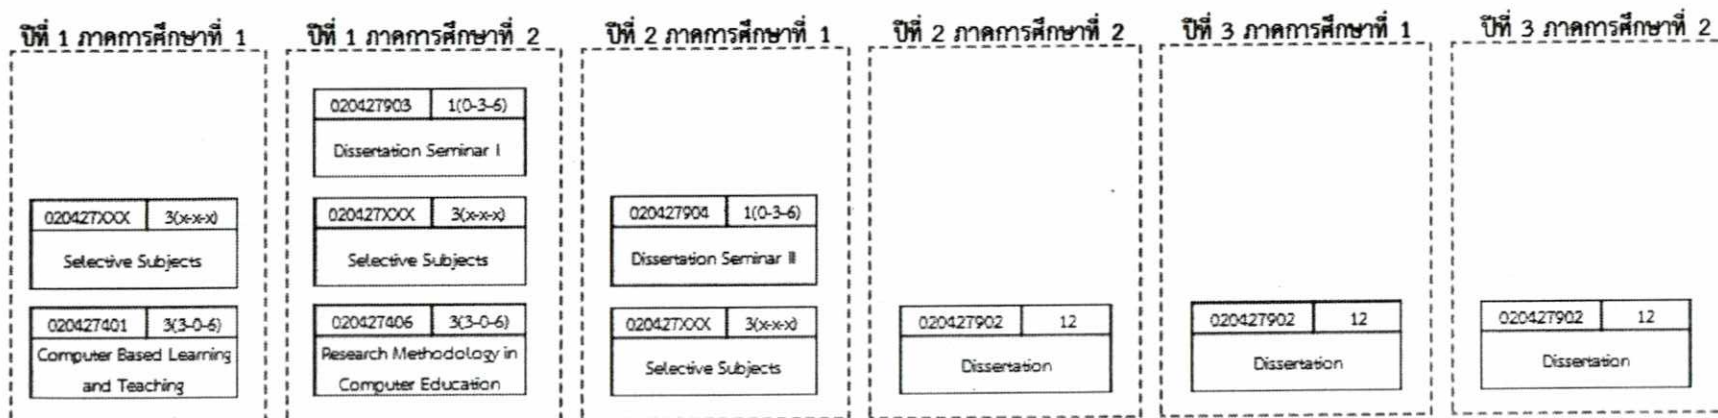 ปีที่ 1 ภาคการศึกษาที่ 1
020427XXX 3(x-x-x)
Selective Subjects
020427401 3(3-0-6)
Computer Based Learning
and Teaching
ปีที่ 1 ภาคการศึกษาที่ 2
020427903 1(0-3-6)
Dissertation Seminar I
020427XXX 3(x-x-x)
Selective Subjects
020427406 3(3-0-6)
Research Methodology in
Computer Education
ปีที่ 2 ภาคการศึกษาที่ 1
020427904 1(0-3-6)
Dissertation Seminar II
020427XXX 3(x-x-x)
Selective Subjects
ปีที่ 2 ภาคการศึกษาที่ 2
020427902 12
Dissertation
ปีที่ 3 ภาคการศึกษาที่ 1
020427902 12
Dissertation
ปีที่ 3 ภาคการศึกษาที่ 2
020427902 12
Dissertation